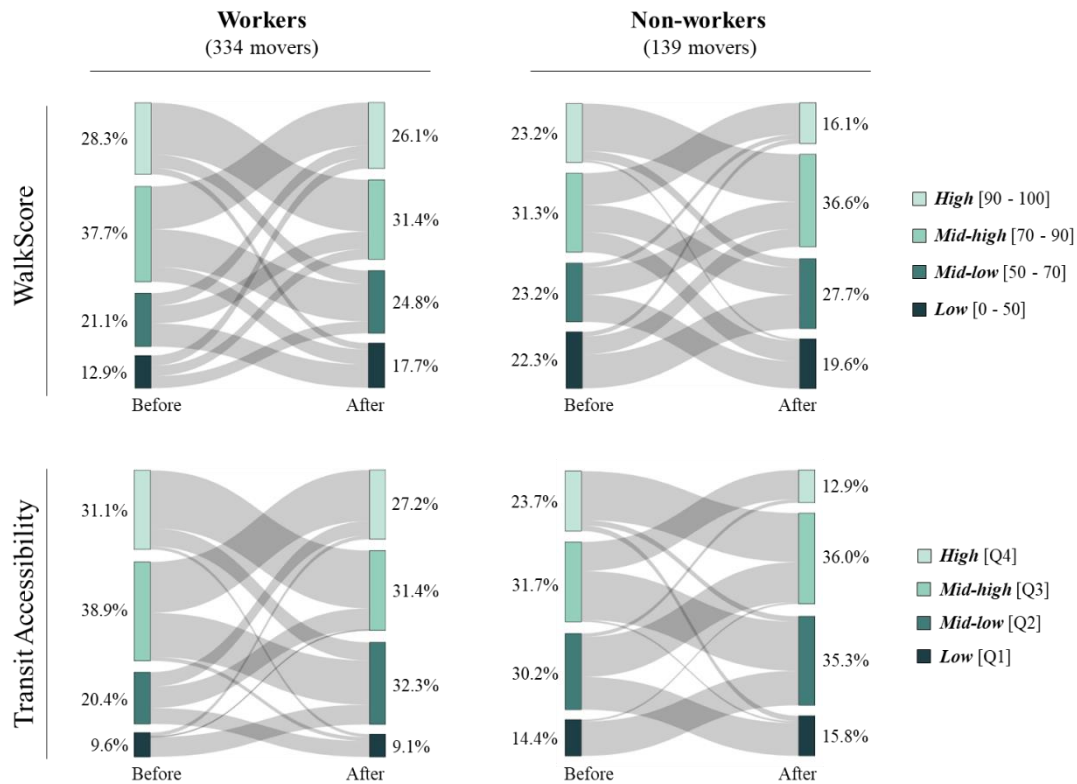 Workers
(334 movers)
Non-workers
(139 movers)
WalkScore
28.3%
37.7%
21.1%
12.9%
Before
26.1%
31.4%
24.8%
17.7%
After
23.2%
31.3%
23.2%
22.3%
Before
16.1%
36.6%
27.7%
19.6%
After
High [90 - 100]
Mid-high [70 - 90]
Mid-low [50 - 70]
Low [0 - 50]
Transit Accessibility
31.1%
38.9%
20.4%
9.6%
Before
27.2%
31.4%
32.3%
9.1%
After
23.7%
31.7%
30.2%
14.4%
Before
12.9%
36.0%
35.3%
15.8%
After
High [Q4]
Mid-high [Q3]
Mid-low [Q2]
Low [Q1]